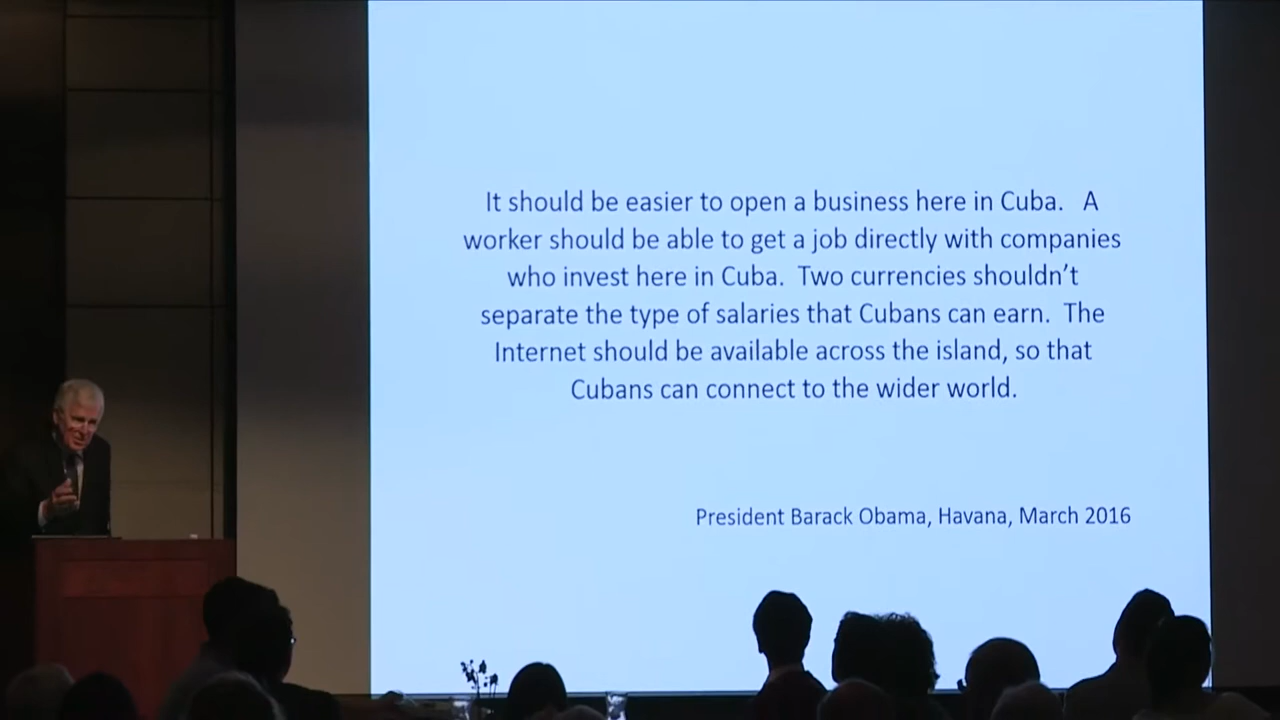 It should be easier to open a business here in Cuba.   A
worker should be able to get a job directly with companies
who invest here in Cuba.  Two currencies shouldn’t
separate the type of salaries that Cubans can earn.  The
Internet should be available across the island, so that
Cubans can connect to the wider world.
President Barack Obama, Havana, March 2016